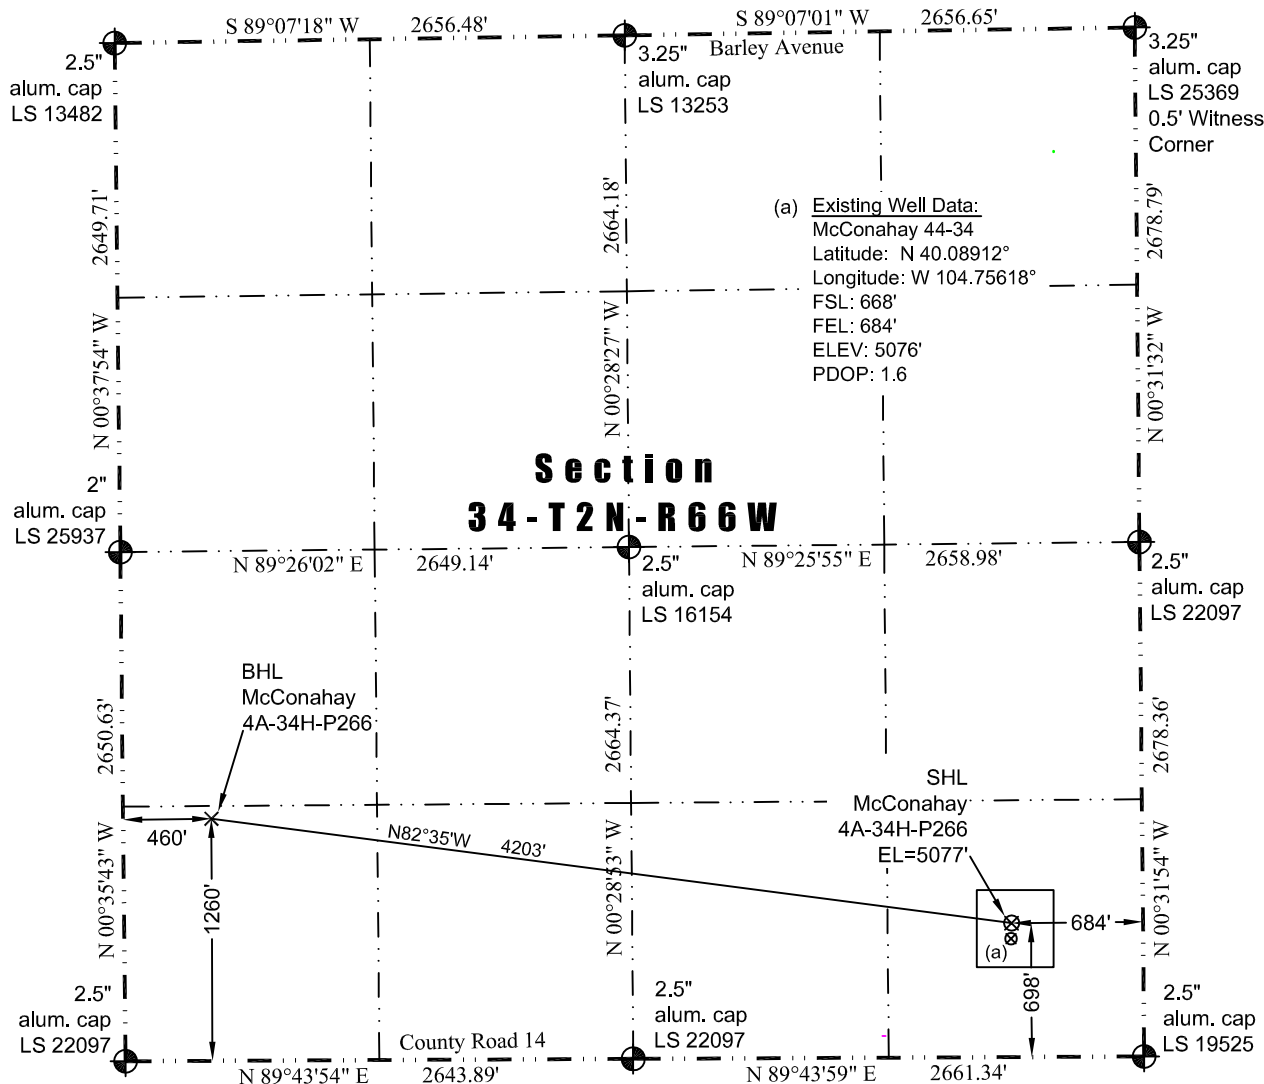 S 89°07'18" W 2656.48'
S 89°07'01" W 2656.65'
Barley Avenue
2.5"
alum. cap
LS 13482
3.25"
alum. cap
LS 13253
3.25"
alum. cap
LS 25369
0.5' Witness
Corner
2649.71'
N 00°37'54" W
2664.18'
N 00°28'27" W
2678.79'
N 00°31'32" W
(a) Existing Well Data:
McConahay 44-34
Latitude: N 40.08912°
Longitude: W 104.75618°
FSL: 668'
FEL: 684'
ELEV: 5076'
PDOP: 1.6
Section
34-T2N-R66W
2"
alum. cap
LS 25937
N 89°26'02" E 2649.14'
N 89°25'55" E 2658.98'
2.5"
alum. cap
LS 16154
2.5"
alum. cap
LS 22097
BHL
McConahay
4A-34H-P266
2650.63'
N 00°35'43" W
2664.37'
N 00°28'53" W
2678.36'
N 00°31'54" W
SHL
McConahay
4A-34H-P266
EL=5077'
460'
N82°35'W 4203'
1260'
684'
(a)
698'
2.5"
alum. cap
LS 22097
2.5"
alum. cap
LS 22097
2.5"
alum. cap
LS 19525
County Road 14
N 89°43'54" E 2643.89'
N 89°43'59" E 2661.34'